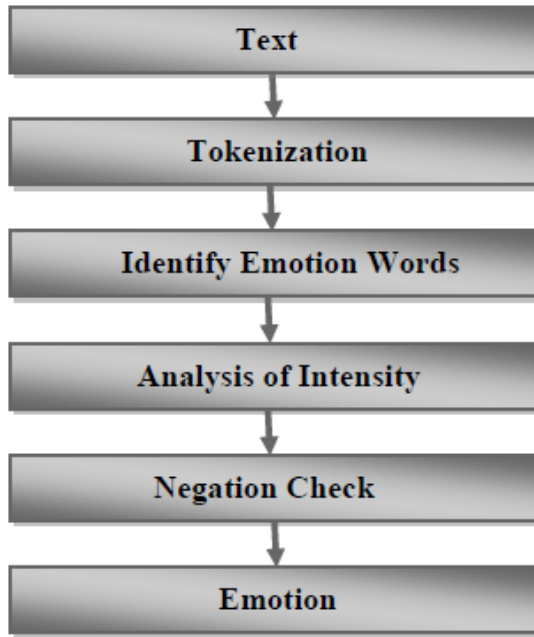 Text
Tokenization
Identify Emotion Words
Analysis of Intensity
Negation Check
Emotion